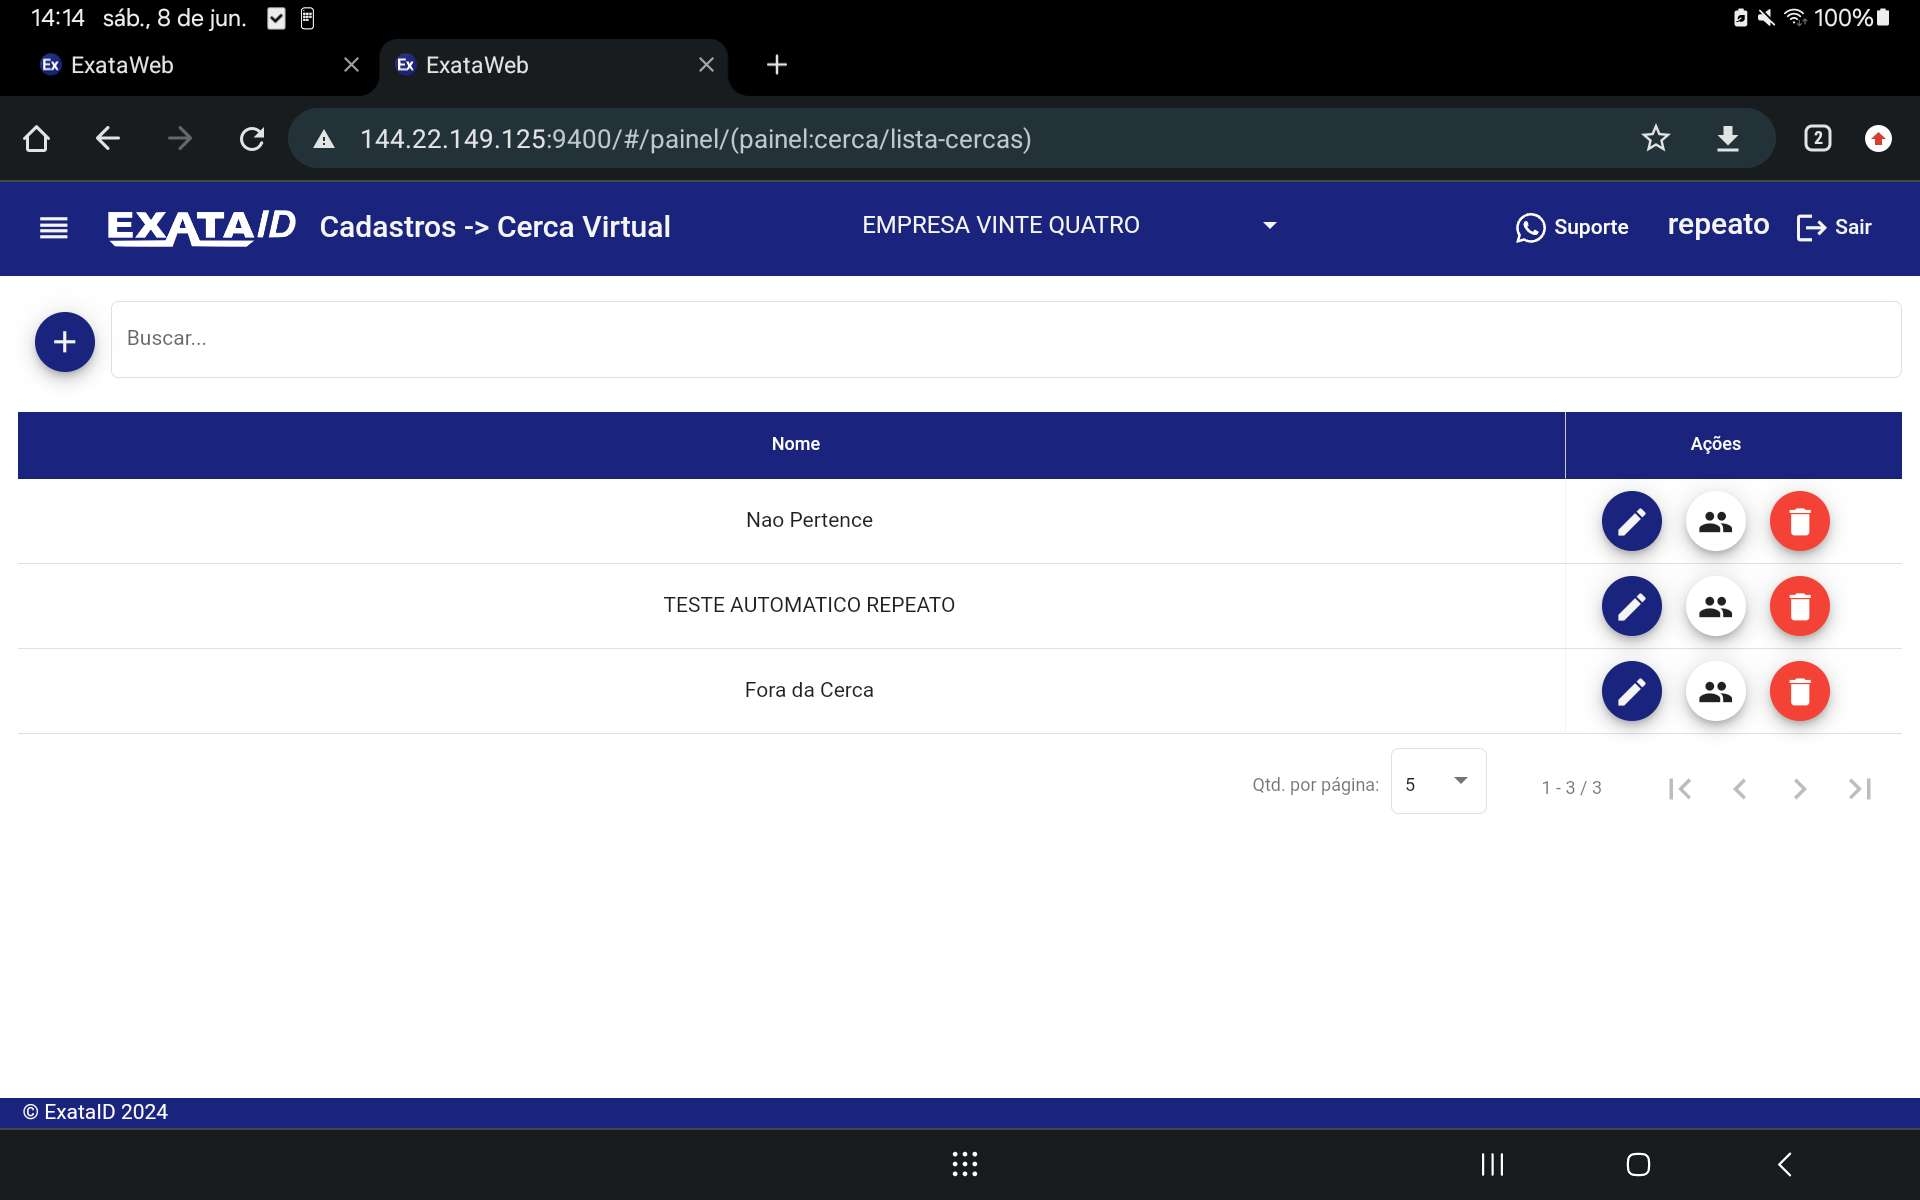 14:14 sáb., 8 de jun. 100%
Ex ExataWeb
Ex ExataWeb
144.22.149.125:9400/#/painel/(painel:cerca/lista-cercas)
2
EXATAID Cadastros -> Cerca Virtual EMPRESA VINTE QUATRO Suporte repeato Sair
Buscar...
Nome Ações
Nao Pertence
TESTE AUTOMATICO REPEATO
Fora da Cerca
Qtd. por página: 5 1 - 3 / 3
© ExataID 2024